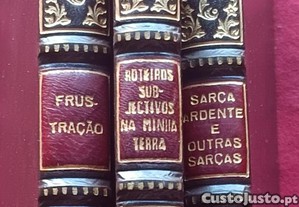 FRUS-
TRAÇÃO
ROTEIROS
SUB-
JECTIVOS
NA MINHA
TERRA
SARÇA
ARDENTE
E
OUTRAS
SARÇAS
CustoJusto.pt